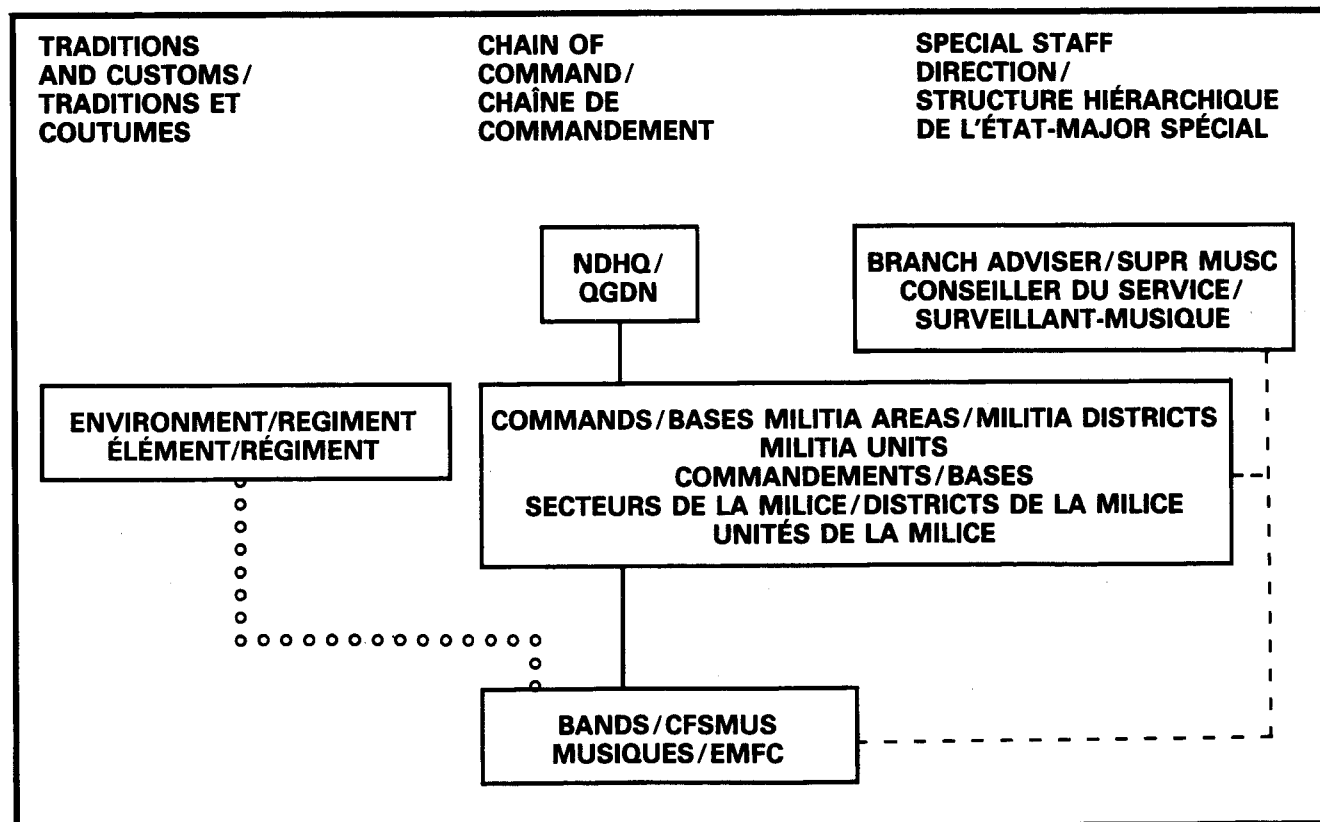 TRADITIONS
AND CUSTOMS/
TRADITIONS ET
COUTUMES
CHAIN OF
COMMAND/
CHAÎNE DE
COMMANDEMENT
SPECIAL STAFF
DIRECTION/
STRUCTURE HIÉRARCHIQUE
DE L'ÉTAT-MAJOR SPÉCIAL
NDHQ/
QGDN
BRANCH ADVISER/SUPR MUSC
CONSEILLER DU SERVICE/
SURVEILLANT-MUSIQUE
ENVIRONMENT/REGIMENT
ÉLÉMENT/RÉGIMENT
COMMANDS/BASES MILITIA AREAS/MILITIA DISTRICTS
MILITIA UNITS
COMMANDEMENTS/BASES
SECTEURS DE LA MILICE/DISTRICTS DE LA MILICE
UNITÉS DE LA MILICE
BANDS/CFSMUS
MUSIQUES/EMFC